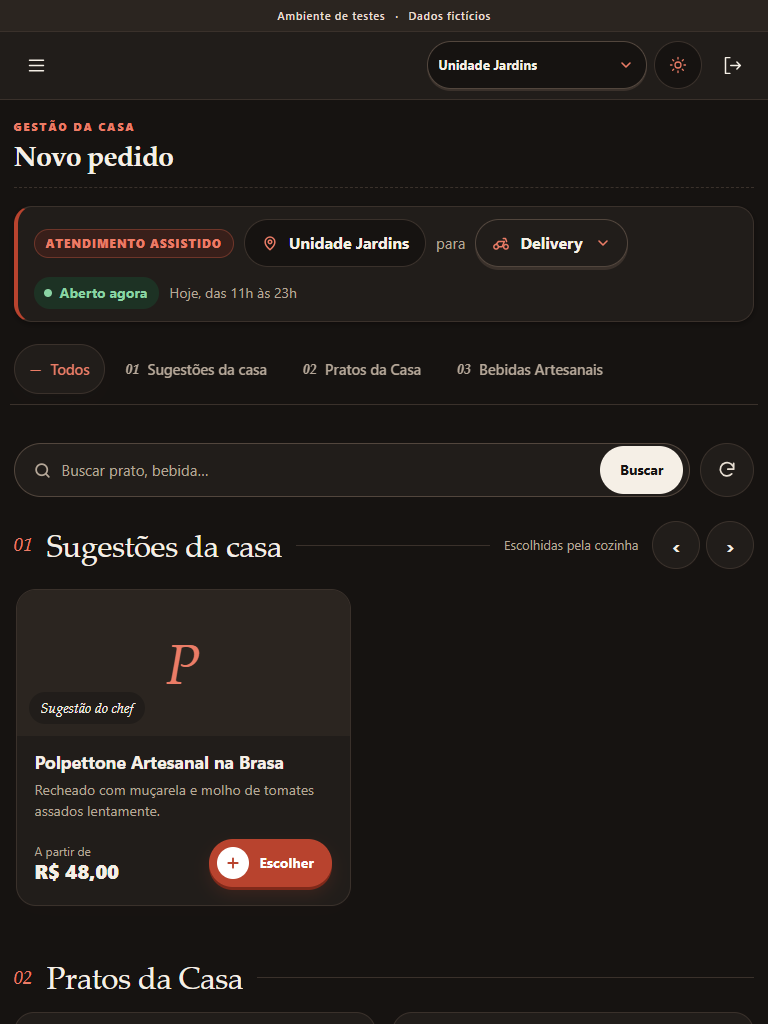 Ambiente de testes · Dados fictícios
Unidade Jardins
GESTÃO DA CASA
Novo pedido
ATENDIMENTO ASSISTIDO Unidade Jardins para Delivery
Aberto agora Hoje, das 11h às 23h
— Todos 01 Sugestões da casa 02 Pratos da Casa 03 Bebidas Artesanais
Buscar prato, bebida... Buscar
01 Sugestões da casa Escolhidas pela cozinha ‹ ›
P
Sugestão do chef
Polpettone Artesanal na Brasa
Recheado com muçarela e molho de tomates
assados lentamente.
A partir de
R$ 48,00
+ Escolher
02 Pratos da Casa